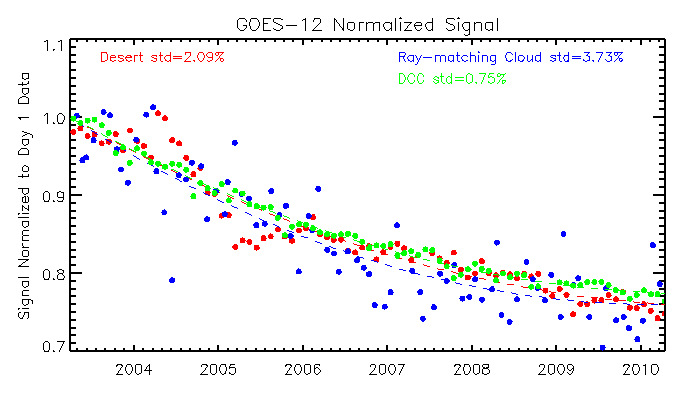 GOES-12 Normalized Signal
1.1
Desert std=2.09%
Ray-matching Cloud std=3.73%
DCC std=0.75%
1.0
0.9
0.8
0.7
Signal Normalized to Day 1 Data
2004 2005 2006 2007 2008 2009 2010